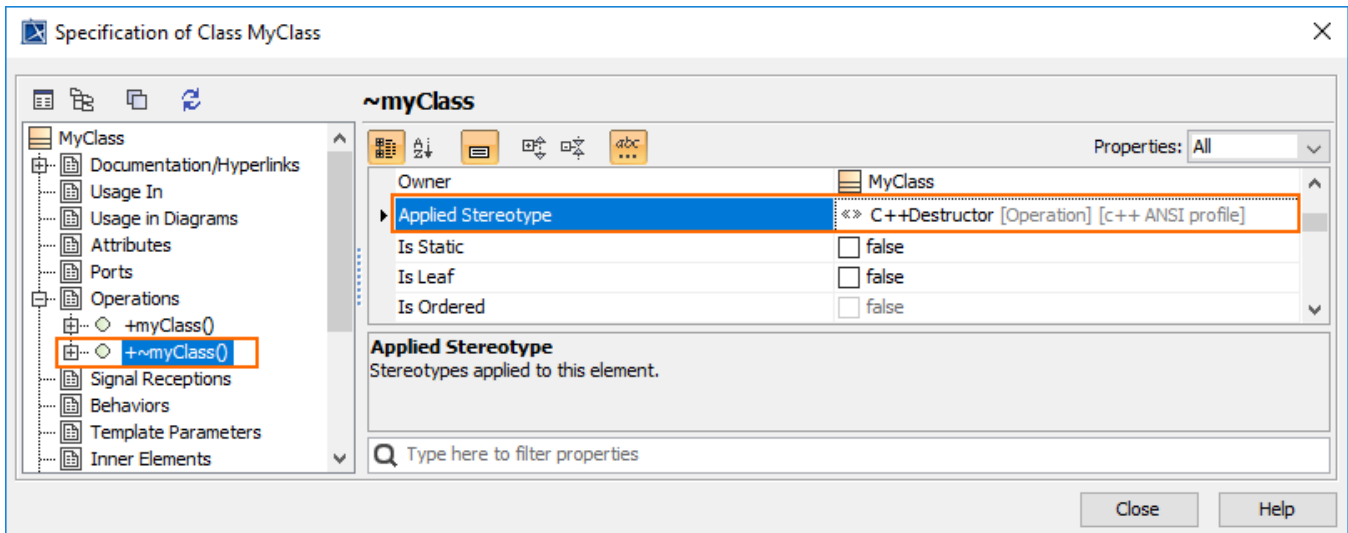 Specification of Class MyClass
~myClass
MyClass
Documentation/Hyperlinks
Usage In
Usage in Diagrams
Attributes
Ports
Operations
+myClass()
+~myClass()
Signal Receptions
Behaviors
Template Parameters
Inner Elements
Properties: All
Owner MyClass
Applied Stereotype «» C++Destructor [Operation] [c++ ANSI profile]
Is Static false
Is Leaf false
Is Ordered false
Applied Stereotype
Stereotypes applied to this element.
Type here to filter properties
Close Help